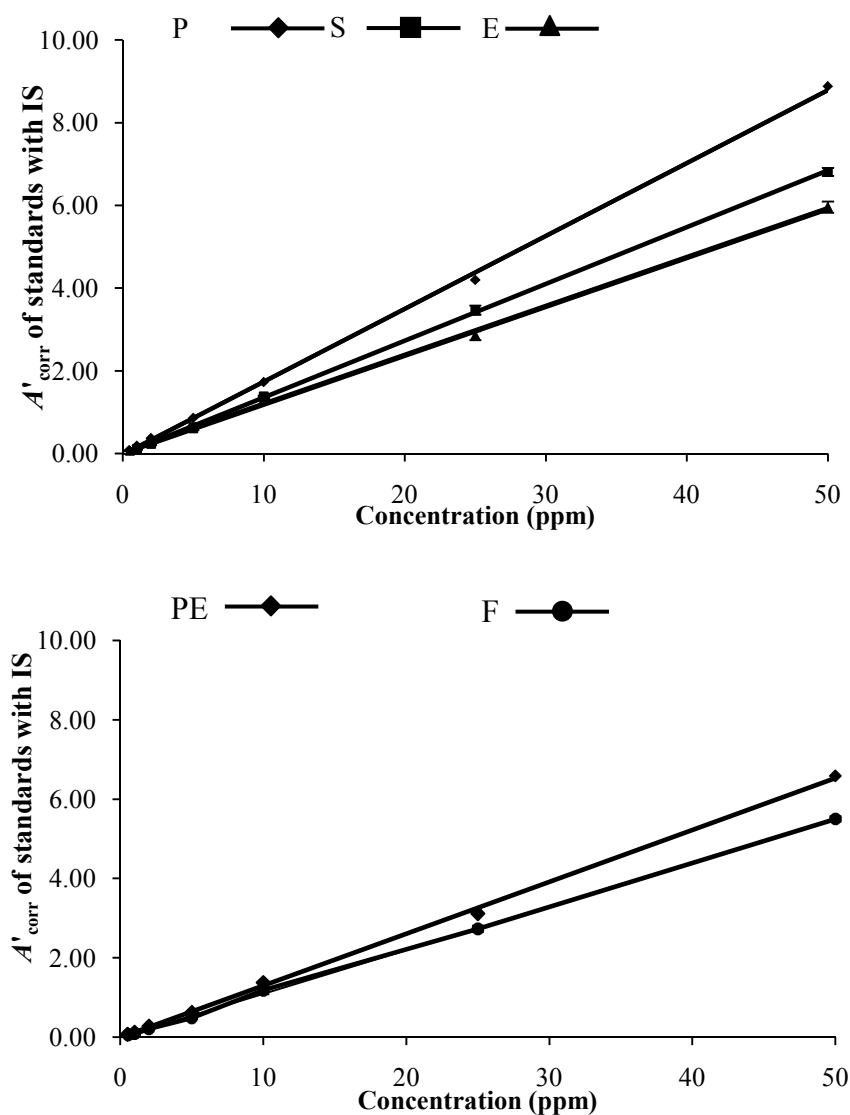 P S E
10.00
8.00
6.00
4.00
2.00
0.00
A'corr of standards with IS
0 10 20 30 40 50
Concentration (ppm)
PE F
10.00
8.00
6.00
4.00
2.00
0.00
A'corr of standards with IS
0 10 20 30 40 50
Concentration (ppm)